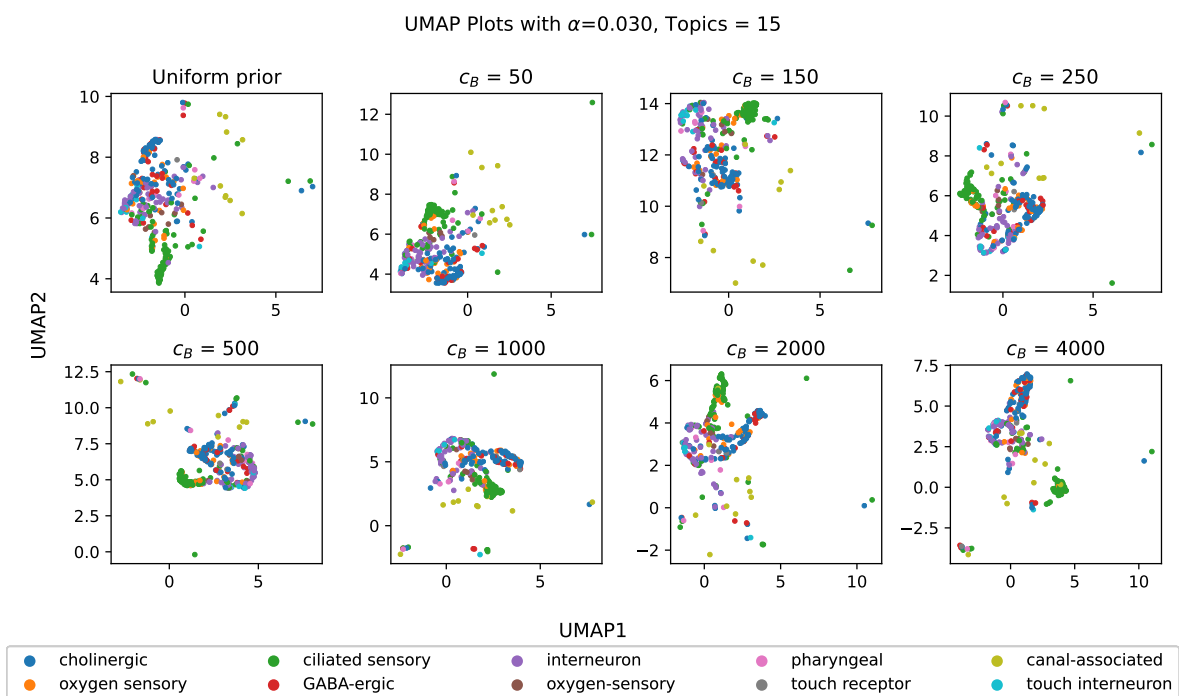 UMAP Plots with α=0.030, Topics = 15
Uniform prior
c_B = 50
c_B = 150
c_B = 250
10
8
6
4
0
5
12
10
8
6
4
0
5
14
13
12
11
10
9
8
0
5
10
8
6
4
2
0
5
UMAP2
c_B = 500
c_B = 1000
c_B = 2000
c_B = 4000
12.5
10.0
7.5
5.0
2.5
0.0
0
5
10
5
0
0
5
6
4
2
0
−2
0
5
10
7.5
5.0
2.5
0.0
−2.5
0
5
10
UMAP1
cholinergic
ciliated sensory
interneuron
pharyngeal
canal-associated
oxygen sensory
GABA-ergic
oxygen-sensory
touch receptor
touch interneuron